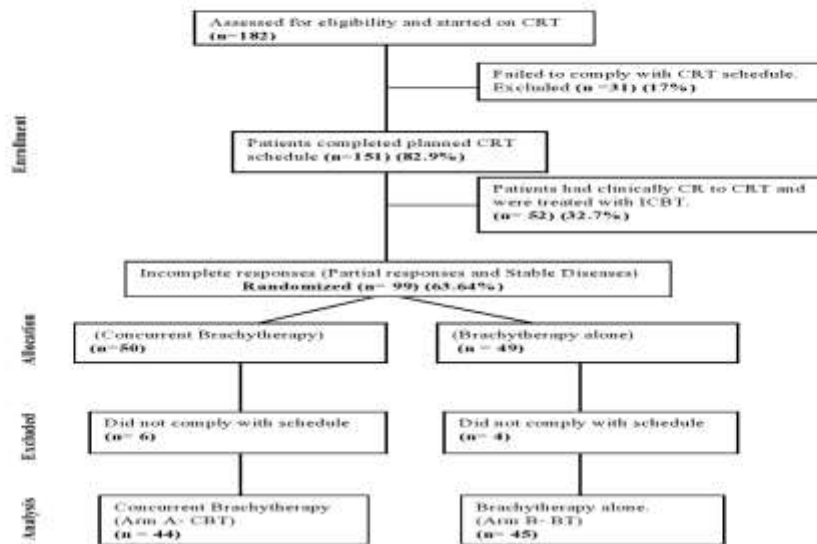 Assessed for eligibility and started on CRT
(n=182)
Failed to comply with CRT schedule.
Excluded (n =31) (17%)
Enrollment
Patients completed planned CRT
schedule (n=151) (82.9%)
Patients had clinically CR to CRT and
were treated with ICBT.
(n= 52) (32.7%)
Incomplete responses (Partial responses and Stable Diseases)
Randomized (n= 99) (63.64%)
Allocation
(Concurrent Brachytherapy)
(n=50)
(Brachytherapy alone)
(n = 49)
Excluded
Did not comply with schedule
(n= 6)
Did not comply with schedule
(n= 4)
Analysis
Concurrent Brachytherapy
(Arm A- CBT)
(n = 44)
Brachytherapy alone.
(Arm B- BT)
(n= 45)